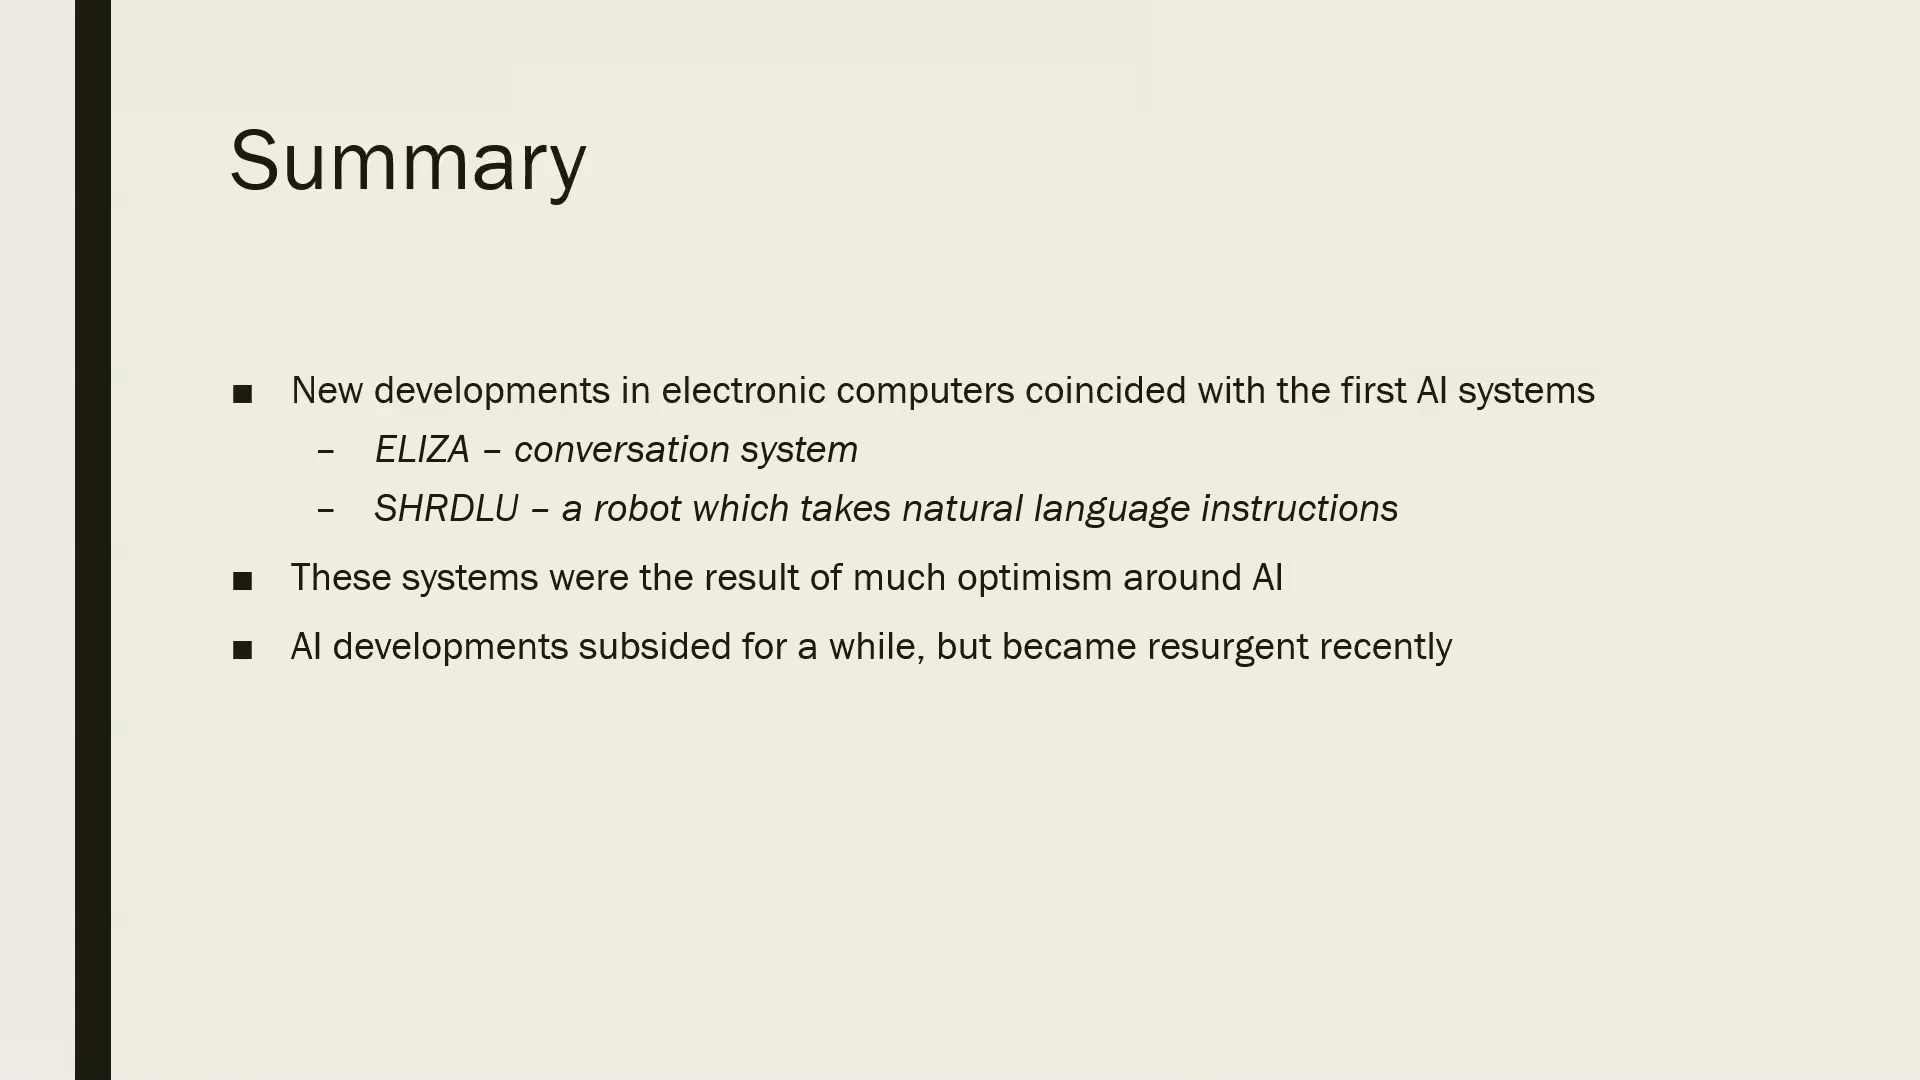 Summary
■ New developments in electronic computers coincided with the first AI systems
– ELIZA – conversation system
– SHRDLU – a robot which takes natural language instructions
■ These systems were the result of much optimism around AI
■ AI developments subsided for a while, but became resurgent recently